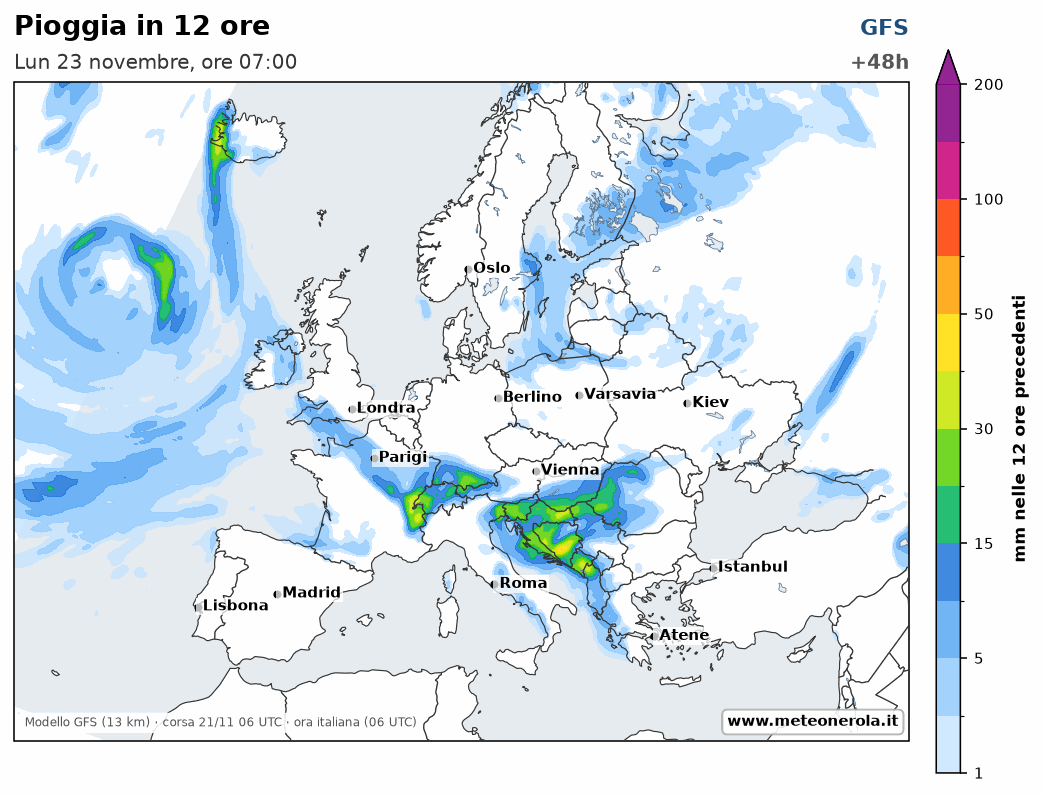 Pioggia in 12 ore
GFS
Lun 23 novembre, ore 07:00
+48h
200
100
50
30
15
5
1
mm nelle 12 ore precedenti
Oslo
Berlino
Varsavia
Kiev
Londra
Parigi
Vienna
Istanbul
Roma
Madrid
Lisbona
Atene
Modello GFS (13 km) · corsa 21/11 06 UTC · ora italiana (06 UTC)
www.meteonerola.it